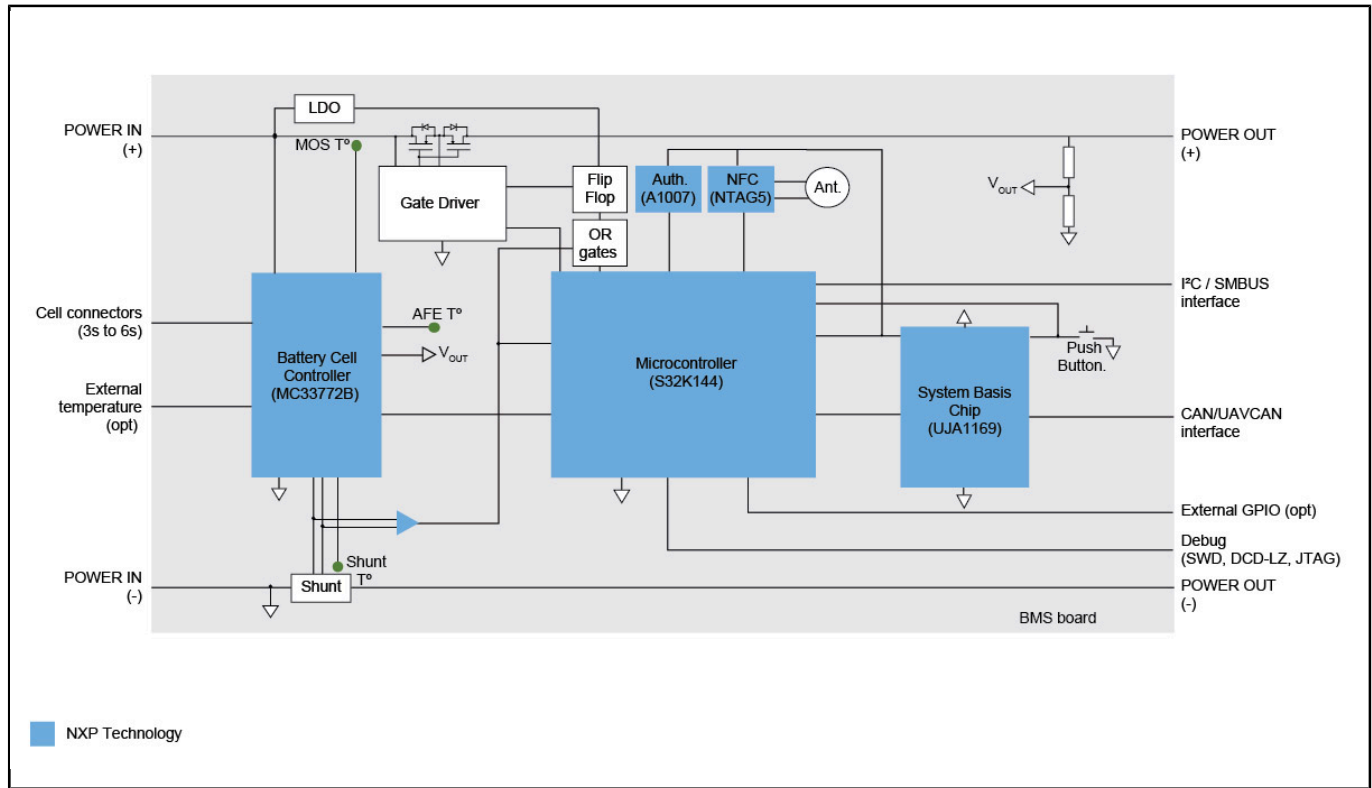 LDO
POWER IN
(+)
MOS Tº
POWER OUT
(+)
Gate Driver
Flip
Flop
Auth.
(A1007)
NFC
(NTAG5)
Ant.
VOUT
OR
gates
I²C / SMBUS
interface
Cell connectors
(3s to 6s)
AFE Tº
VOUT
Battery Cell
Controller
(MC33772B)
Microcontroller
(S32K144)
Push
Button.
External
temperature
(opt)
System Basis
Chip
(UJA1169)
CAN/UAVCAN
interface
External GPIO (opt)
Debug
(SWD, DCD-LZ, JTAG)
Shunt
Tº
POWER IN
(-)
Shunt
POWER OUT
(-)
BMS board
NXP Technology